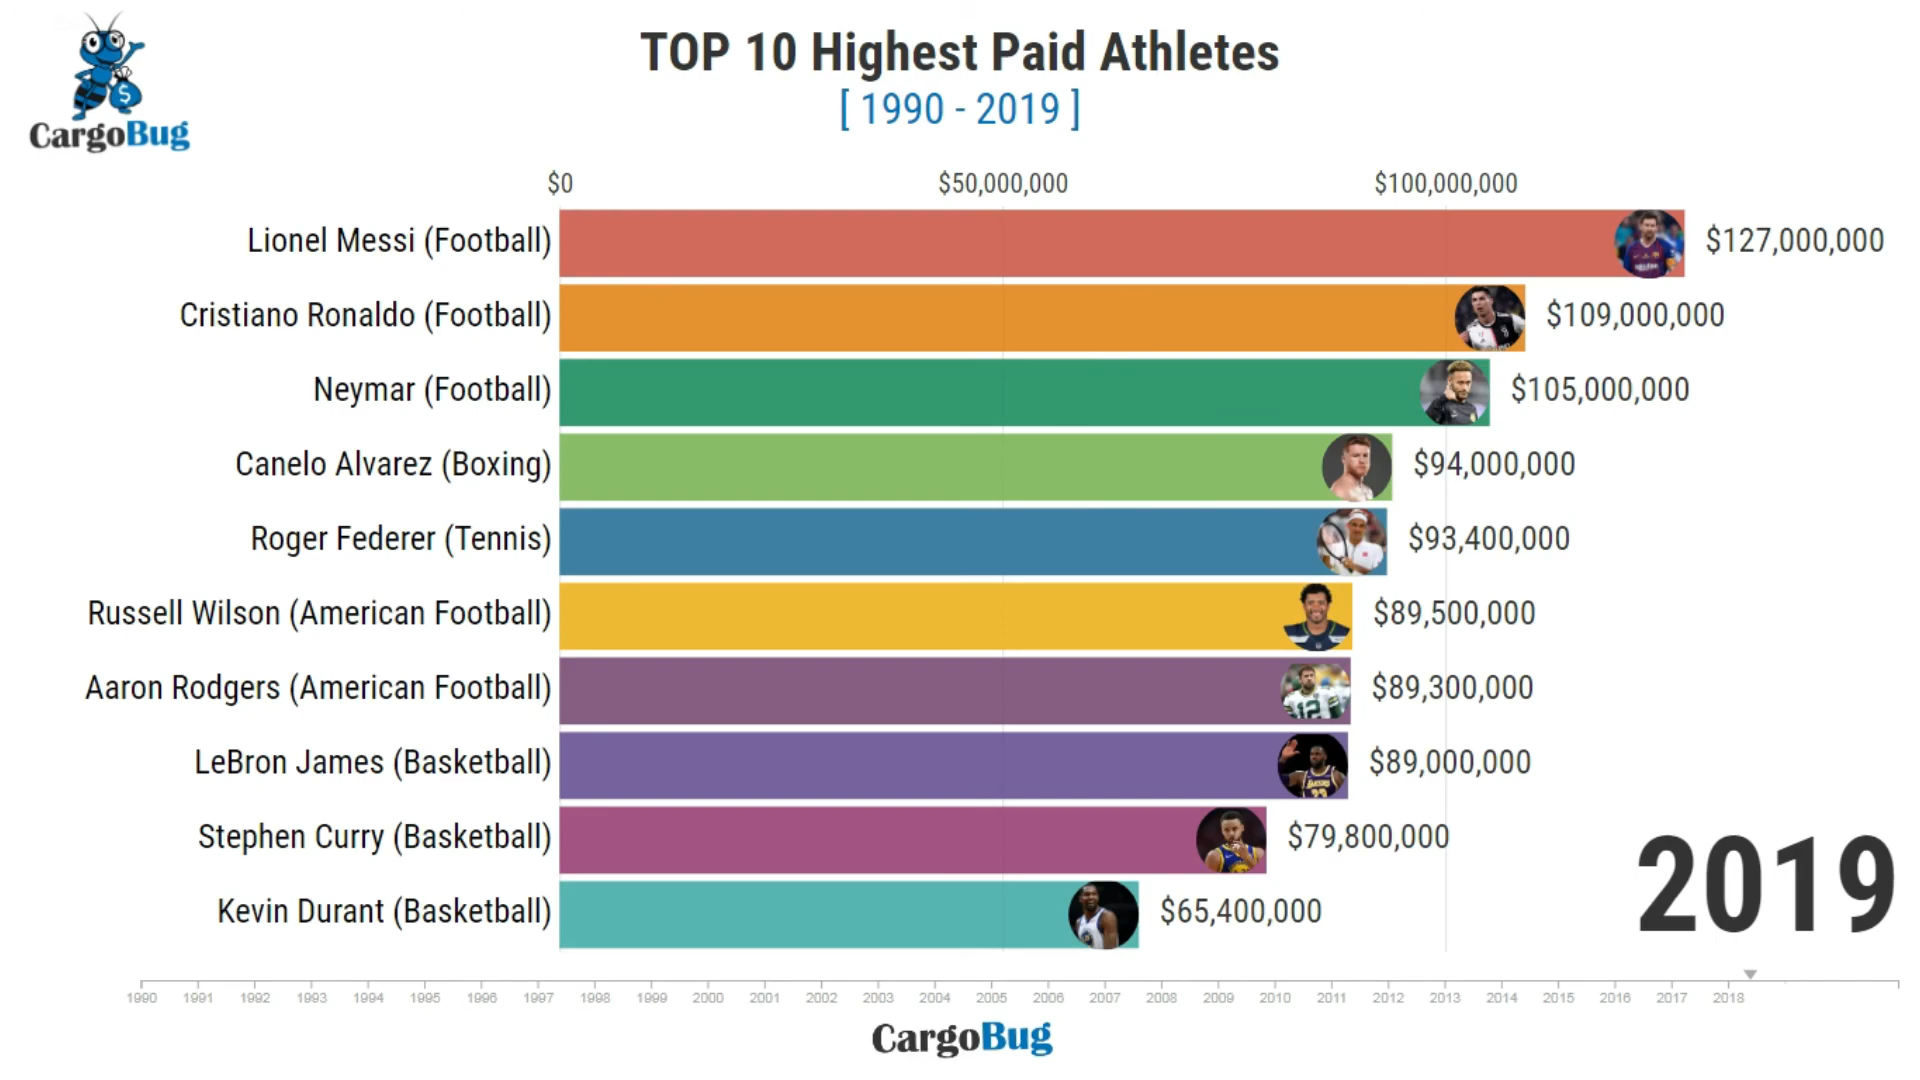 TOP 10 Highest Paid Athletes
[ 1990 - 2019 ]
$
CargoBug
$0 $50,000,000 $100,000,000
Lionel Messi (Football) $127,000,000
Cristiano Ronaldo (Football) $109,000,000
Neymar (Football) $105,000,000
Canelo Alvarez (Boxing) $94,000,000
Roger Federer (Tennis) $93,400,000
Russell Wilson (American Football) $89,500,000
Aaron Rodgers (American Football) $89,300,000
12
LeBron James (Basketball) $89,000,000
Stephen Curry (Basketball) $79,800,000
Kevin Durant (Basketball) $65,400,000
2019
1990 1991 1992 1993 1994 1995 1996 1997 1998 1999 2000 2001 2002 2003 2004 2005 2006 2007 2008 2009 2010 2011 2012 2013 2014 2015 2016 2017 2018
CargoBug